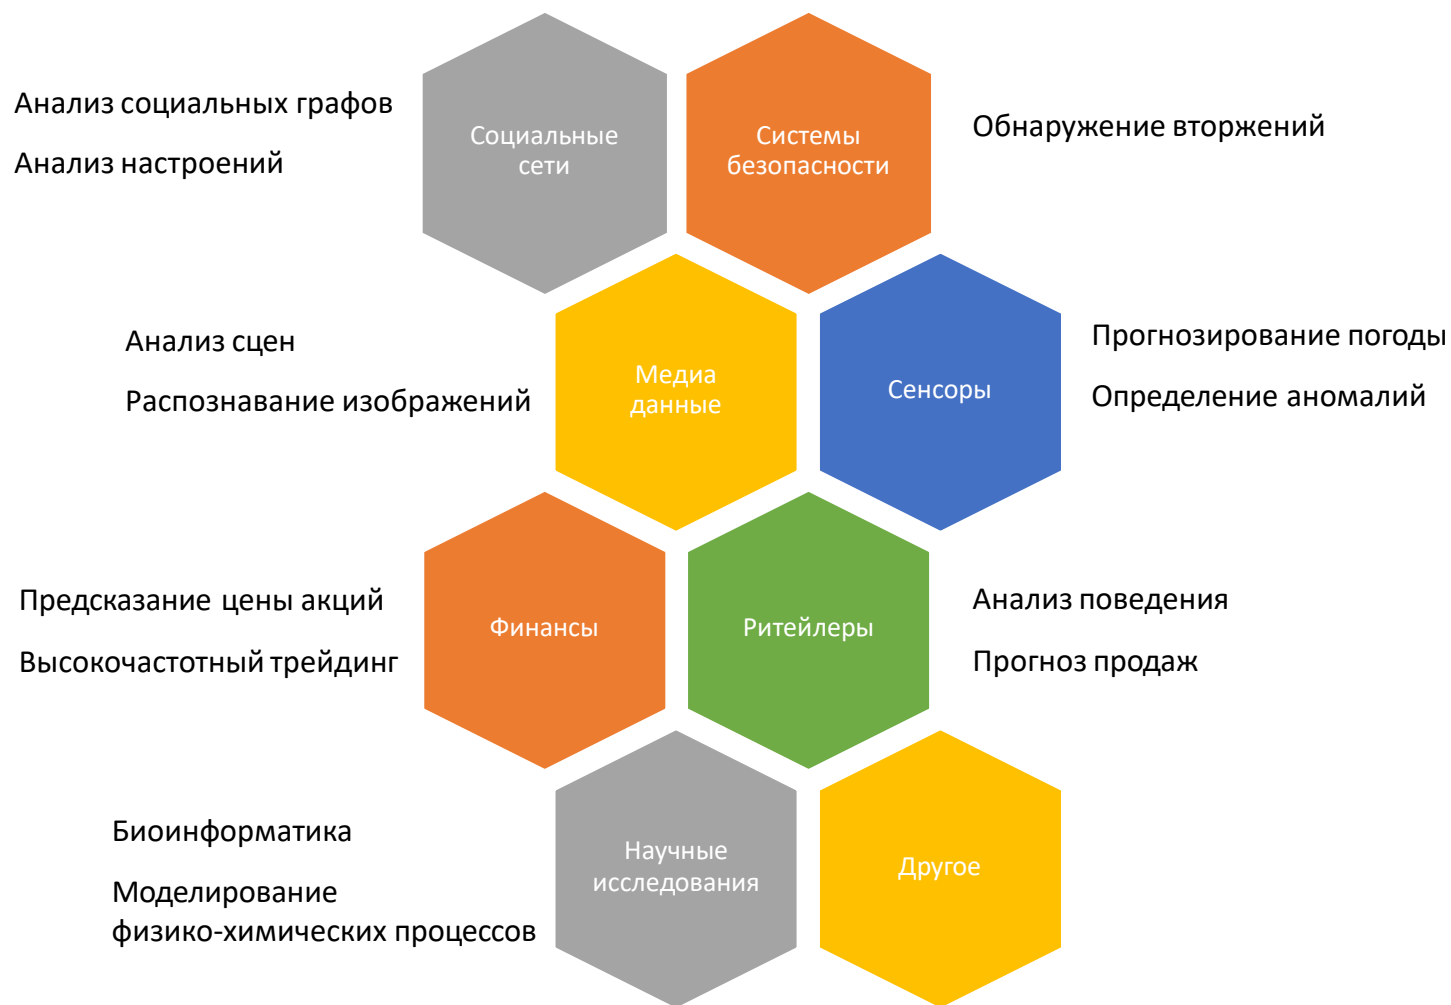 Анализ социальных графов
Анализ настроений
Социальные
сети
Системы
безопасности
Обнаружение вторжений
Анализ сцен
Распознавание изображений
Медиа
данные
Сенсоры
Прогнозирование погоды
Определение аномалий
Предсказание цены акций
Высокочастотный трейдинг
Финансы
Ритейлеры
Анализ поведения
Прогноз продаж
Биоинформатика
Моделирование
физико-химических процессов
Научные
исследования
Другое